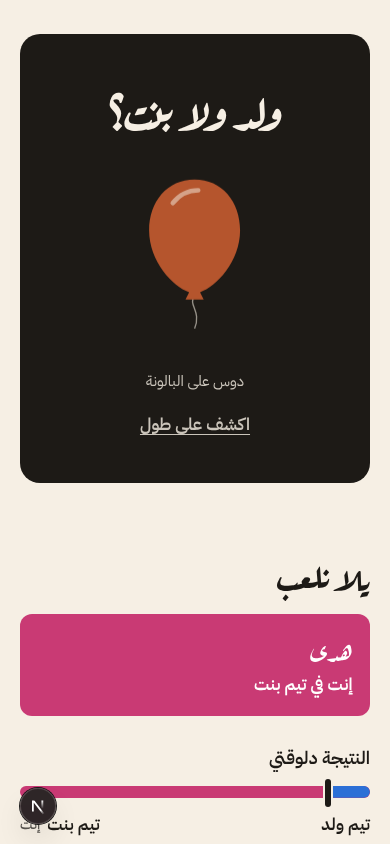 ولد ولا بنت؟
دوس على البالونة
اكشف على طول
يلا نلعب
هدى
إنت في تيم بنت
النتيجة دلوقتي
تيم ولد
تيم بنت إنت
N